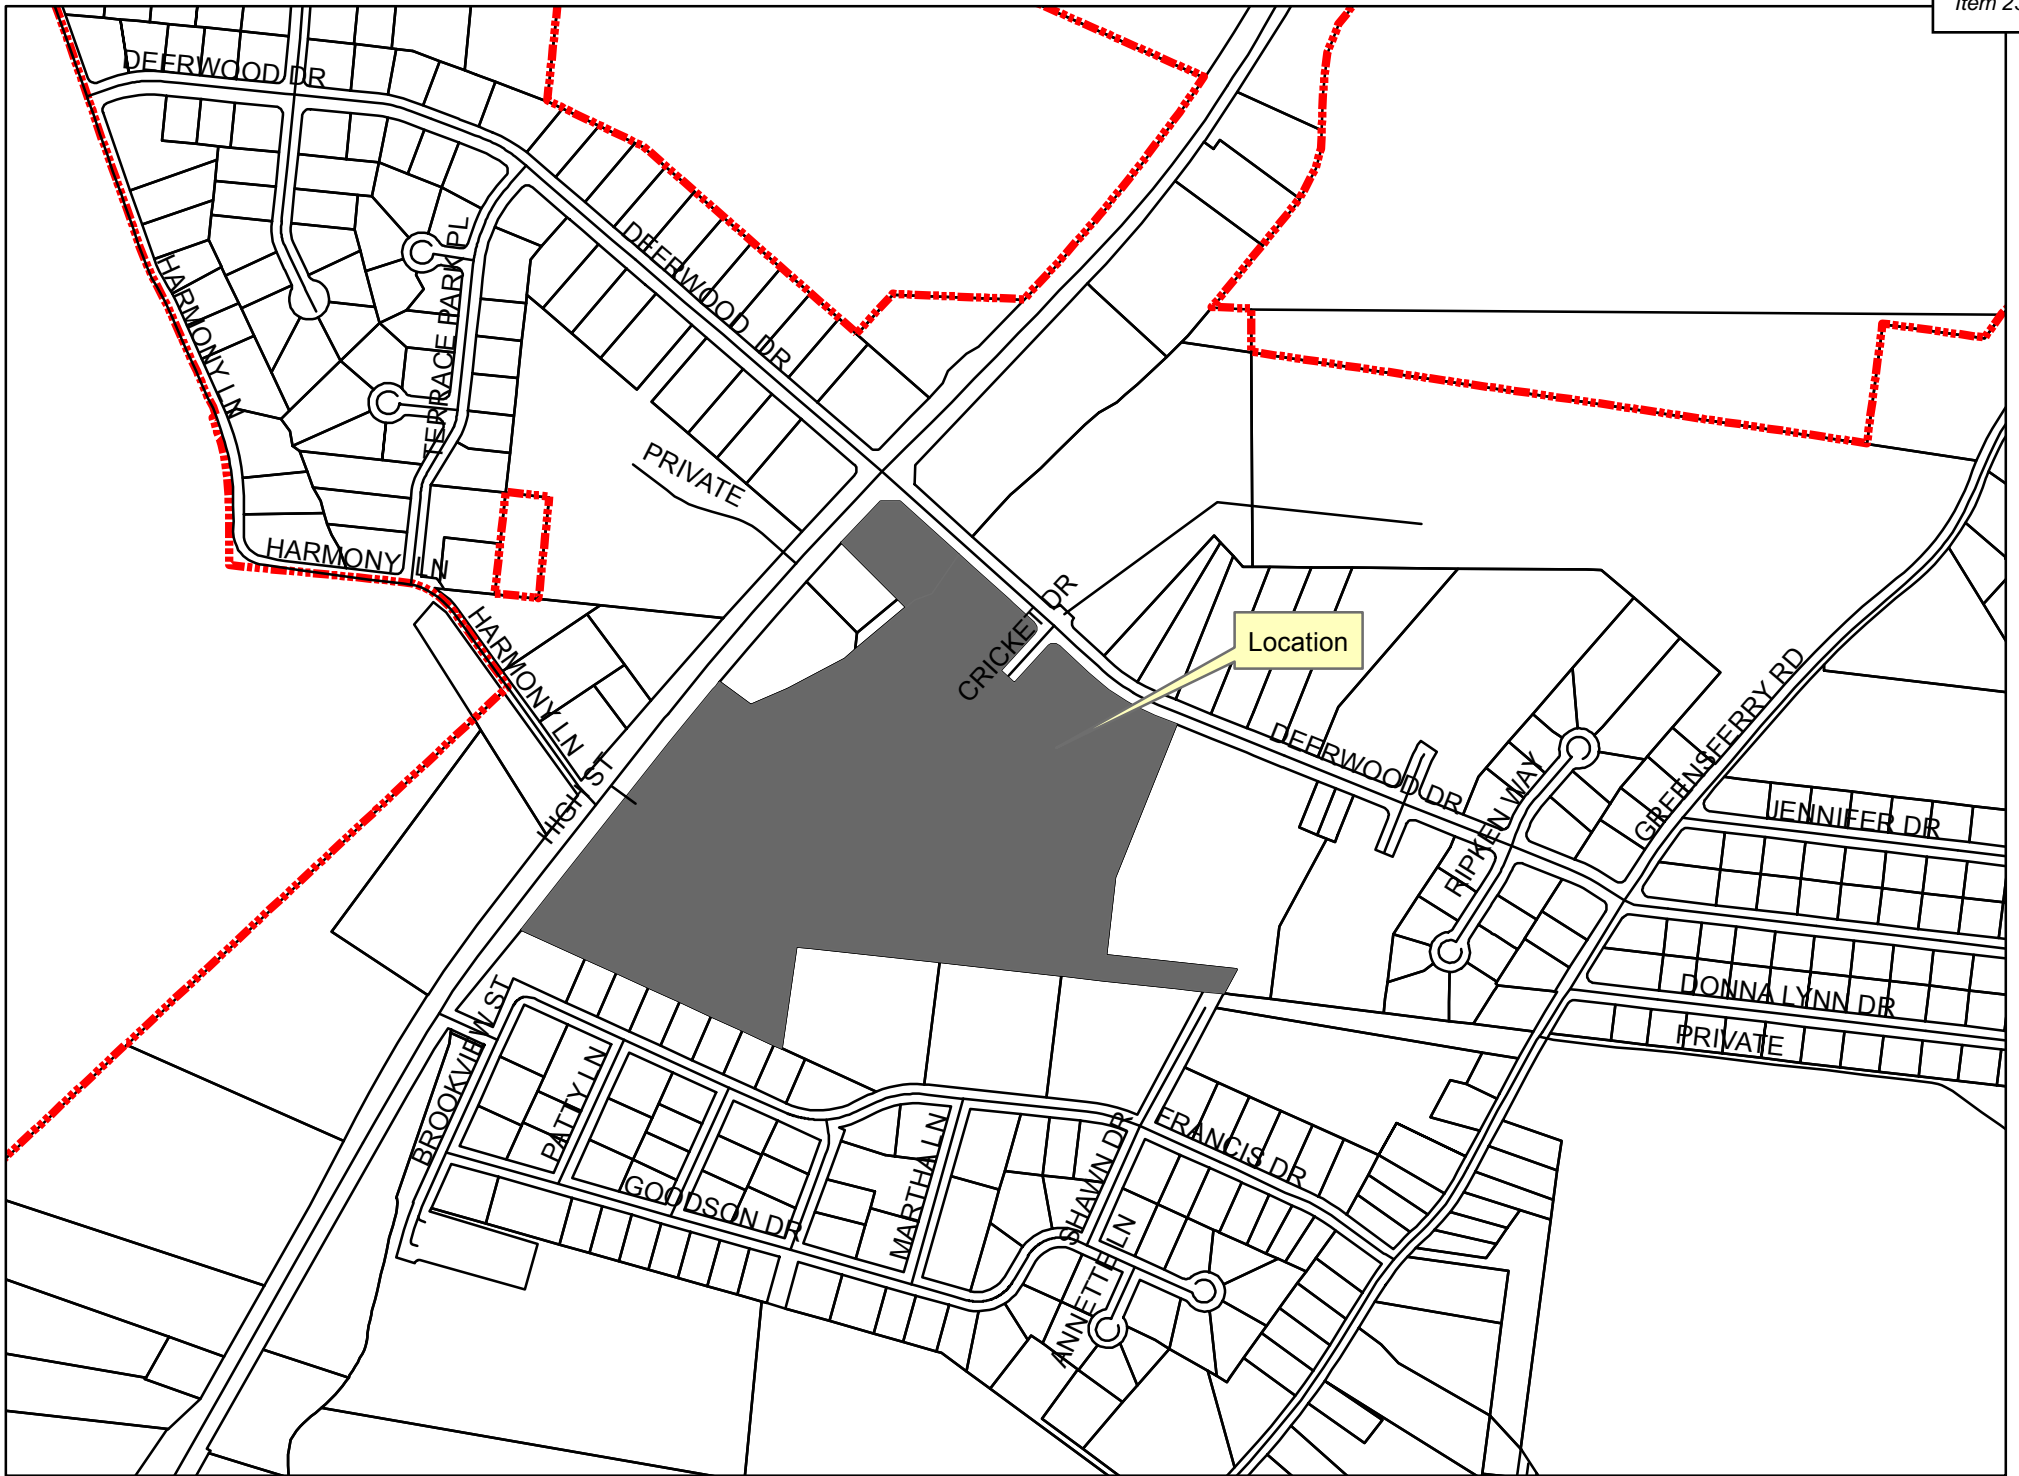 Item 23
DEERWOOD DR
TERRACE PARK PL
DEERWOOD DR
HARMONY LN
PRIVATE
HARMONY LN
CRICKET DR
HARMONY LN
Location
HIGH ST
DEERWOOD DR
RIPKEN WAY
GREENSFERRY RD
JENNIFER DR
DONNA LYNN DR
PRIVATE
BROOKVIEW ST
PATTY LN
GOODSON DR
MARTHA LN
SHAWN DR
FRANCIS DR
ANNETTE LN